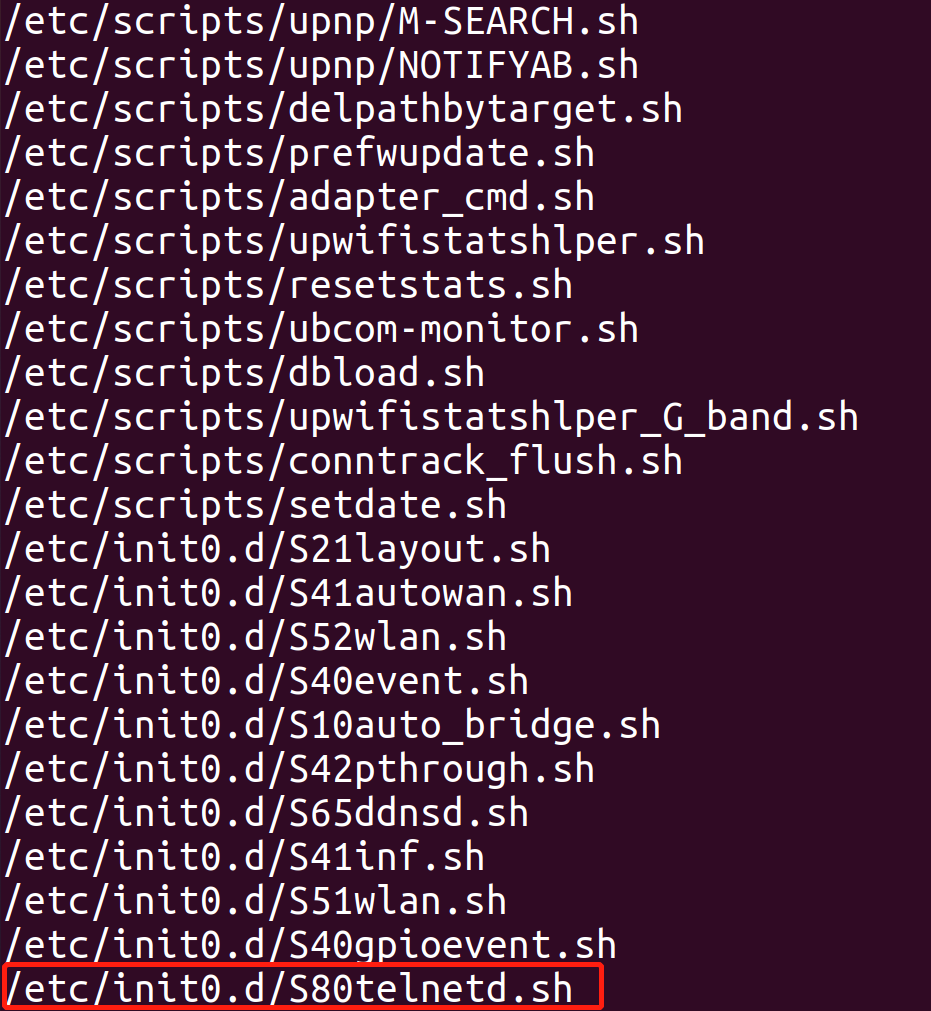 /etc/scripts/upnp/M-SEARCH.sh
/etc/scripts/upnp/NOTIFYAB.sh
/etc/scripts/delpathbytarget.sh
/etc/scripts/prefwupdate.sh
/etc/scripts/adapter_cmd.sh
/etc/scripts/upwifistatshlper.sh
/etc/scripts/resetstats.sh
/etc/scripts/ubcom-monitor.sh
/etc/scripts/dbload.sh
/etc/scripts/upwifistatshlper_G_band.sh
/etc/scripts/conntrack_flush.sh
/etc/scripts/setdate.sh
/etc/init0.d/S21layout.sh
/etc/init0.d/S41autowan.sh
/etc/init0.d/S52wlan.sh
/etc/init0.d/S40event.sh
/etc/init0.d/S10auto_bridge.sh
/etc/init0.d/S42pthrough.sh
/etc/init0.d/S65ddnsd.sh
/etc/init0.d/S41inf.sh
/etc/init0.d/S51wlan.sh
/etc/init0.d/S40gpioevent.sh
/etc/init0.d/S80telnetd.sh